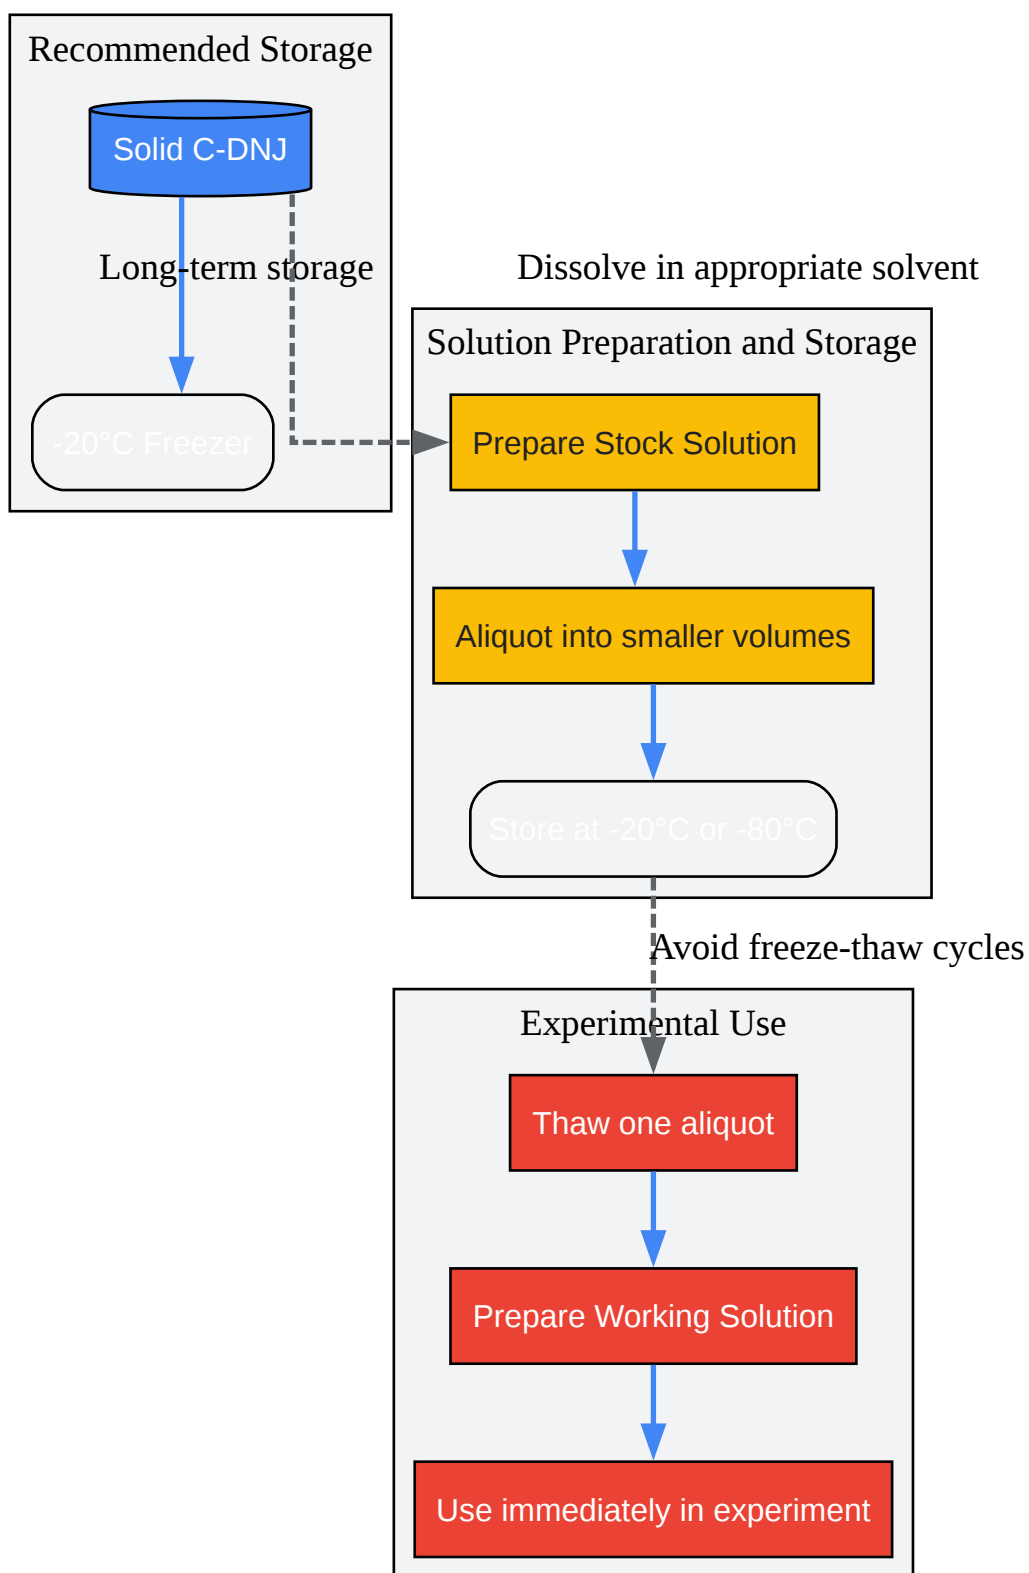 Recommended Storage
Solid C-DNJ
Long-term storage
-20°C Freezer
Dissolve in appropriate solvent
Solution Preparation and Storage
Prepare Stock Solution
Aliquot into smaller volumes
Store at -20°C or -80°C
Avoid freeze-thaw cycles
Experimental Use
Thaw one aliquot
Prepare Working Solution
Use immediately in experiment